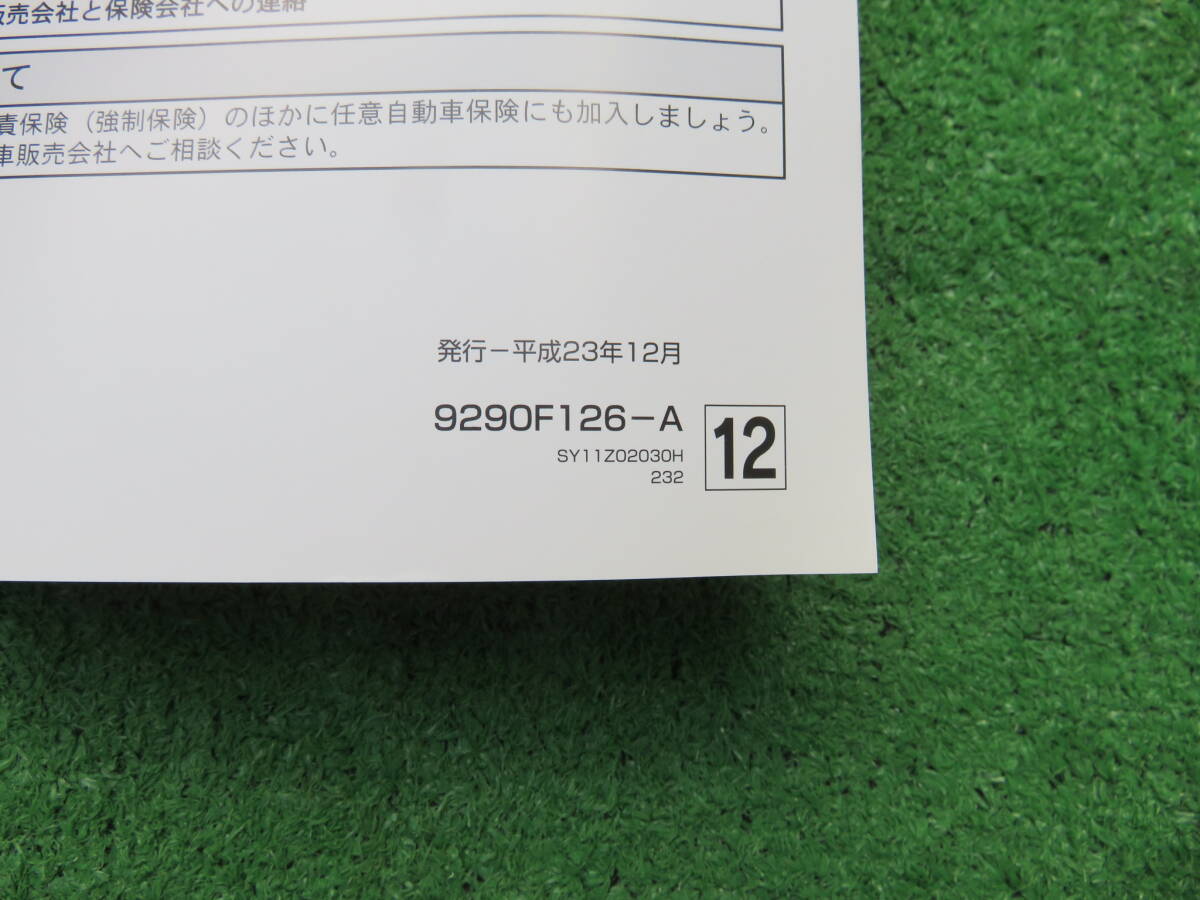 販売会社と保険会社への連絡
て
責保険（強制保険）のほかに任意自動車保険にも加入しましょう。
車販売会社へご相談ください。
発行－平成23年12月
9290F126－A
SY11Z02030H
232
12